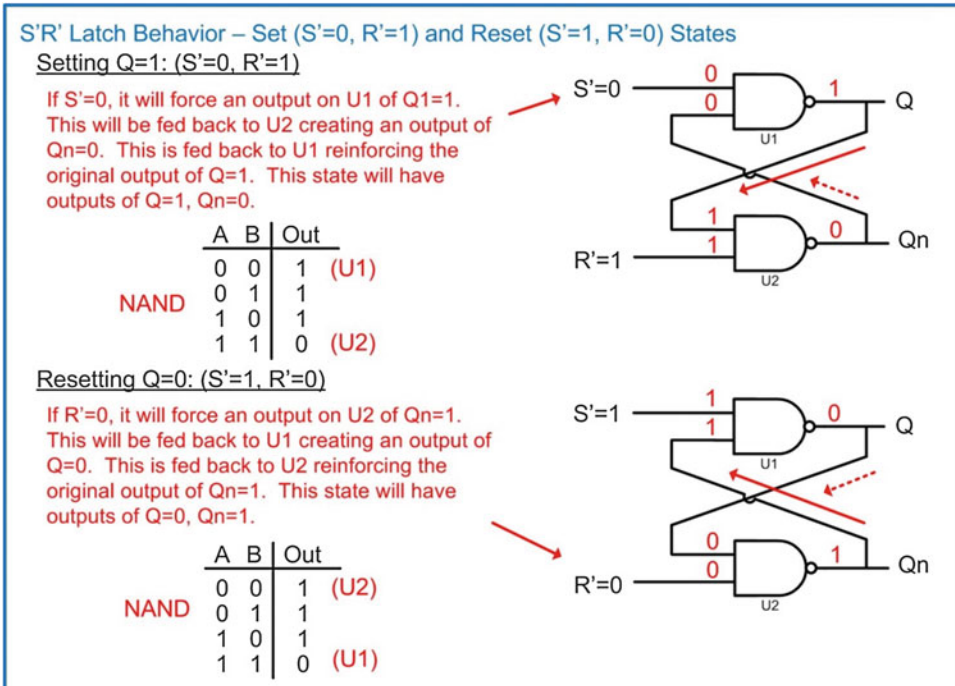 S'R' Latch Behavior – Set (S'=0, R'=1) and Reset (S'=1, R'=0) States
Setting Q=1: (S'=0, R'=1)
If S'=0, it will force an output on U1 of Q1=1.
This will be fed back to U2 creating an output of
Qn=0. This is fed back to U1 reinforcing the
original output of Q=1. This state will have
outputs of Q=1, Qn=0.
A B Out
0 0 1 (U1)
NAND 0 1 1
1 0 1
1 1 0 (U2)
S'=0 0 1 Q
0
U1
1 0 Qn
R'=1 1
U2
Resetting Q=0: (S'=1, R'=0)
If R'=0, it will force an output on U2 of Qn=1.
This will be fed back to U1 creating an output of
Q=0. This is fed back to U2 reinforcing the
original output of Qn=1. This state will have
outputs of Q=0, Qn=1.
A B Out
0 0 1 (U2)
NAND 0 1 1
1 0 1
1 1 0 (U1)
S'=1 1 0 Q
1
U1
0 1 Qn
R'=0 0
U2